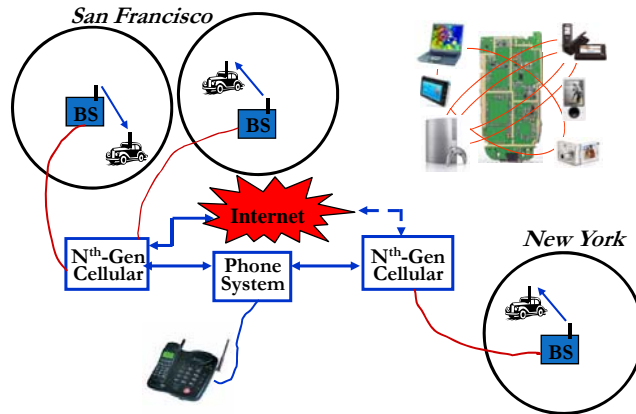 San Francisco
BS
BS
Internet
Nth-Gen
Cellular
Phone
System
Nth-Gen
Cellular
New York
BS